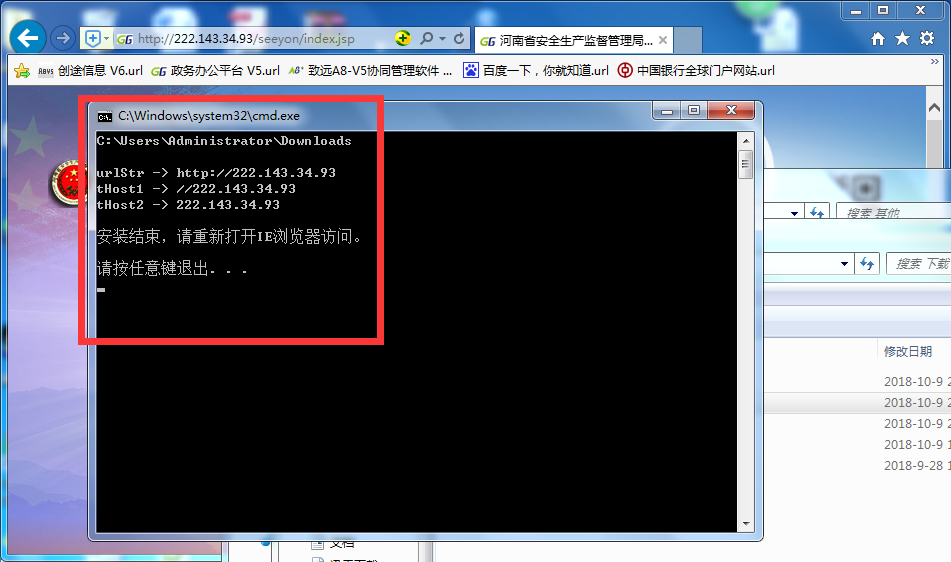 http://222.143.34.93/seeyon/index.jsp
河南省安全生产监督管理局...
创途信息 V6.url
政务办公平台 V5.url
致远A8-V5协同管理软件 ...
百度一下，你就知道.url
中国银行全球门户网站.url
C:\Windows\system32\cmd.exe
C:\Users\Administrator\Downloads
urlStr -> http://222.143.34.93
tHost1 -> //222.143.34.93
tHost2 -> 222.143.34.93
安装结束，请重新打开IE浏览器访问。
请按任意键退出. . .
搜索 其他
搜索 下载
修改日期
2018-10-9 2
2018-10-9 2
2018-10-9 2
2018-10-9 1
2018-9-28 1
文档